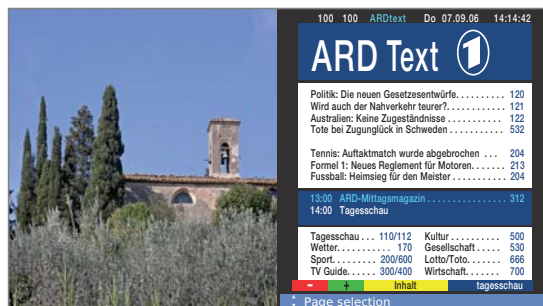 100 100 ARDtext Do 07.09.06 14:14:42
ARD Text 1
Politik: Die neuen Gesetzesentwürfe......... 120
Wird auch der Nahverkehr teurer?............ 121
Australien: Keine Zugeständnisse ........... 122
Tote bei Zugunglück in Schweden ........... 532
Tennis: Auftaktmatch wurde abgebrochen ... 204
Formel 1: Neues Reglement für Motoren....... 213
Fussball: Heimsieg für den Meister ........... 204
13:00 ARD-Mittagsmagazin ................ 312
14:00 Tagesschau
Tagesschau ... 110/112 Kultur .......... 500
Wetter........... 170 Gesellschaft ..... 530
Sport....... 200/600 Lotto/Toto....... 666
TV Guide..... 300/400 Wirtschaft....... 700
- + Inhalt tagesschau
Page selection